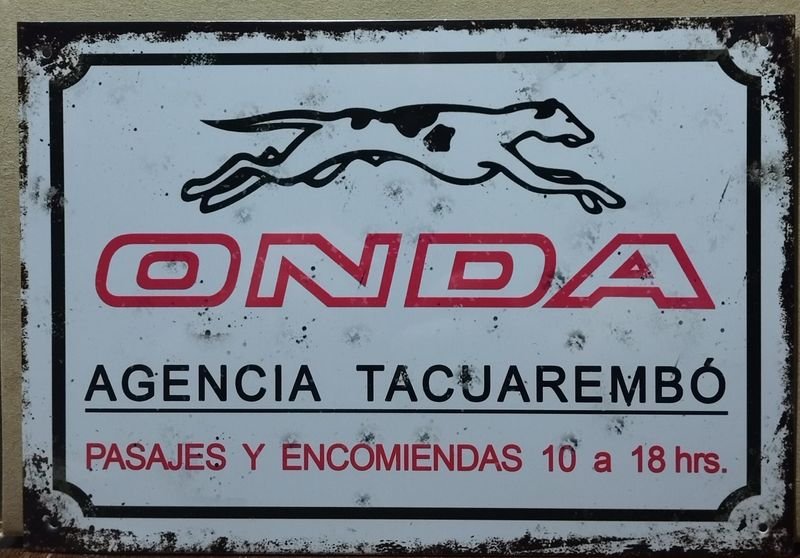 ONDA
AGENCIA TACUAREMBÓ
PASAJES Y ENCOMIENDAS 10 a 18 hrs.